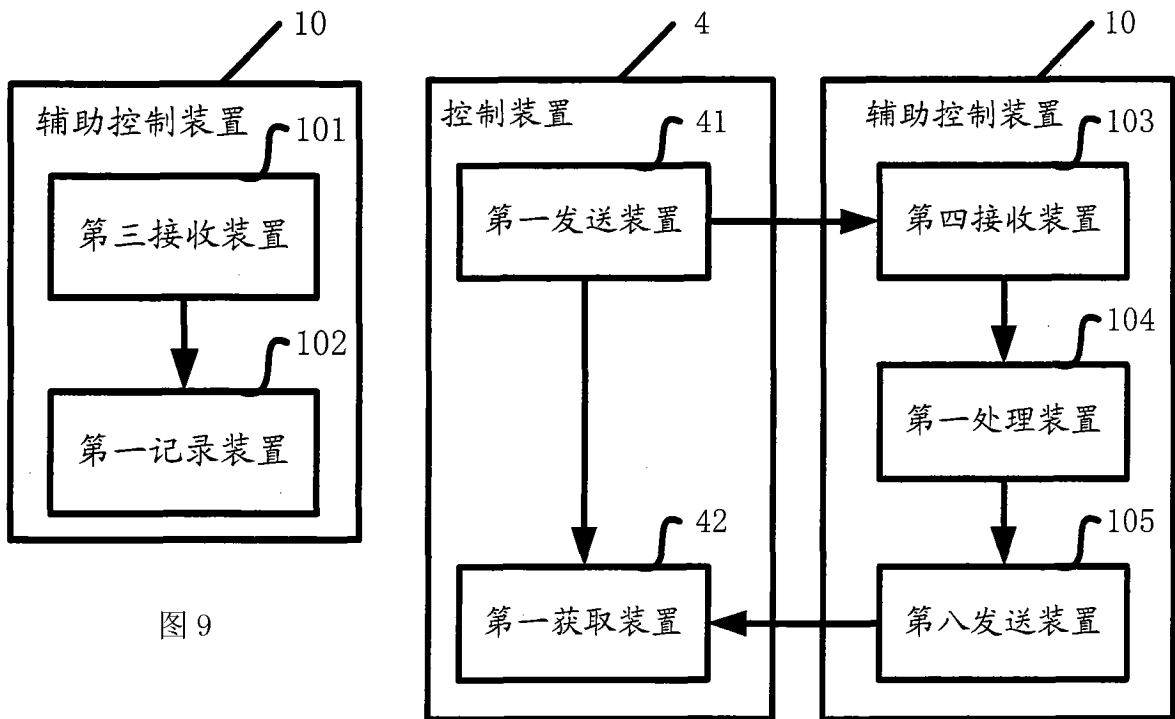 10
辅助控制装置
101
第三接收装置
102
第一记录装置
图9
4
控制装置
41
第一发送装置
42
第一获取装置
10
辅助控制装置
103
第四接收装置
104
第一处理装置
105
第八发送装置